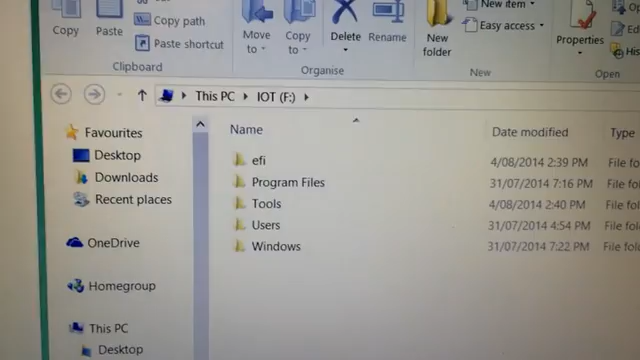 New item
Copy path
Easy access
Paste shortcut
Copy
Paste
Move to
Copy to
Delete
Rename
New folder
Properties
Clipboard
Organise
New
Open
This PC
IOT (F:)
Favourites
Desktop
Downloads
Recent places
OneDrive
Homegroup
This PC
Desktop
Name Date modified Type
efi 4/08/2014 2:39 PM File fo
Program Files 31/07/2014 7:16 PM File fol
Tools 4/08/2014 2:40 PM File fo
Users 31/07/2014 4:54 PM File fol
Windows 31/07/2014 7:22 PM File fol